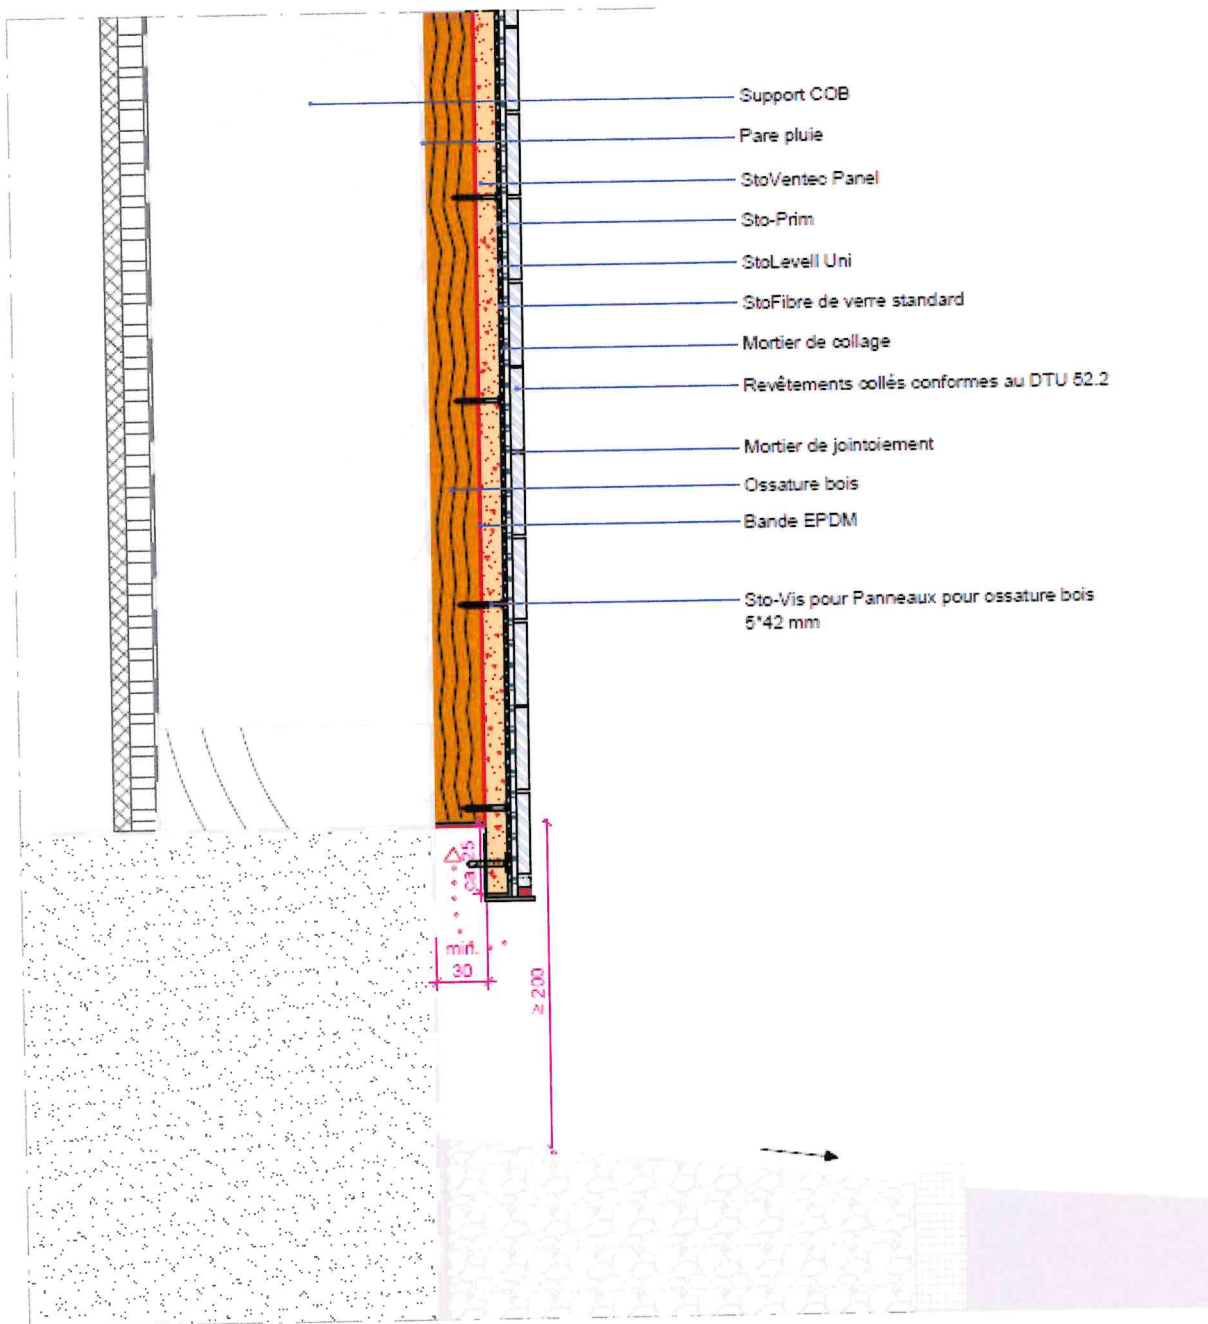 Support COB
Pare pluie
StoVentec Panel
Sto-Prim
StoLevell Uni
StoFibre de verre standard
Mortier de collage
Revêtements collés conformes au DTU 52.2
Mortier de jointoiement
Ossature bois
Bande EPDM
Sto-Vis pour Panneaux pour ossature bois
5*42 mm
ca. 25
min.
30
≥ 200